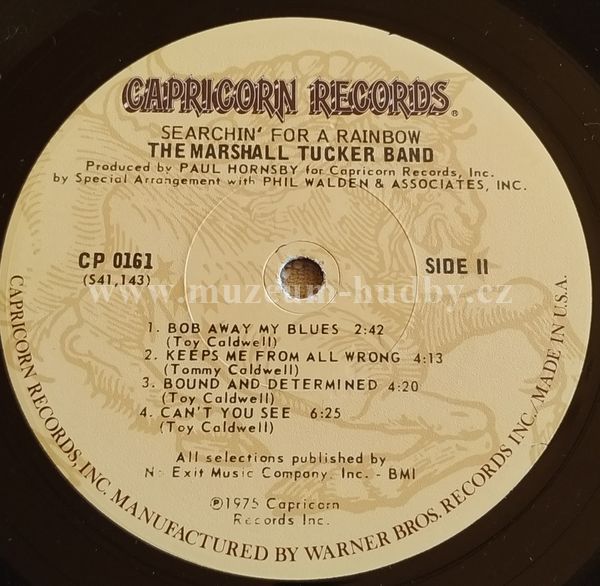 CAPRICORN RECORDS®
SEARCHIN' FOR A RAINBOW
THE MARSHALL TUCKER BAND
Produced by PAUL HORNSBY for Capricorn Records, Inc.
by Special Arrangement with PHIL WALDEN & ASSOCIATES, INC.
CP 0161
(S41,143)
SIDE II
www.muzeum-hudby.cz
1. BOB AWAY MY BLUES 2:42
(Toy Caldwell)
2. KEEPS ME FROM ALL WRONG 4:13
(Tommy Caldwell)
3. BOUND AND DETERMINED 4:20
(Toy Caldwell)
4. CAN'T YOU SEE 6:25
(Toy Caldwell)
All selections published by
No Exit Music Company, Inc. - BMI
℗1975 Capricorn
Records Inc.
CAPRICORN RECORDS, INC. MANUFACTURED BY WARNER BROS. RECORDS INC./MADE IN U.S.A.